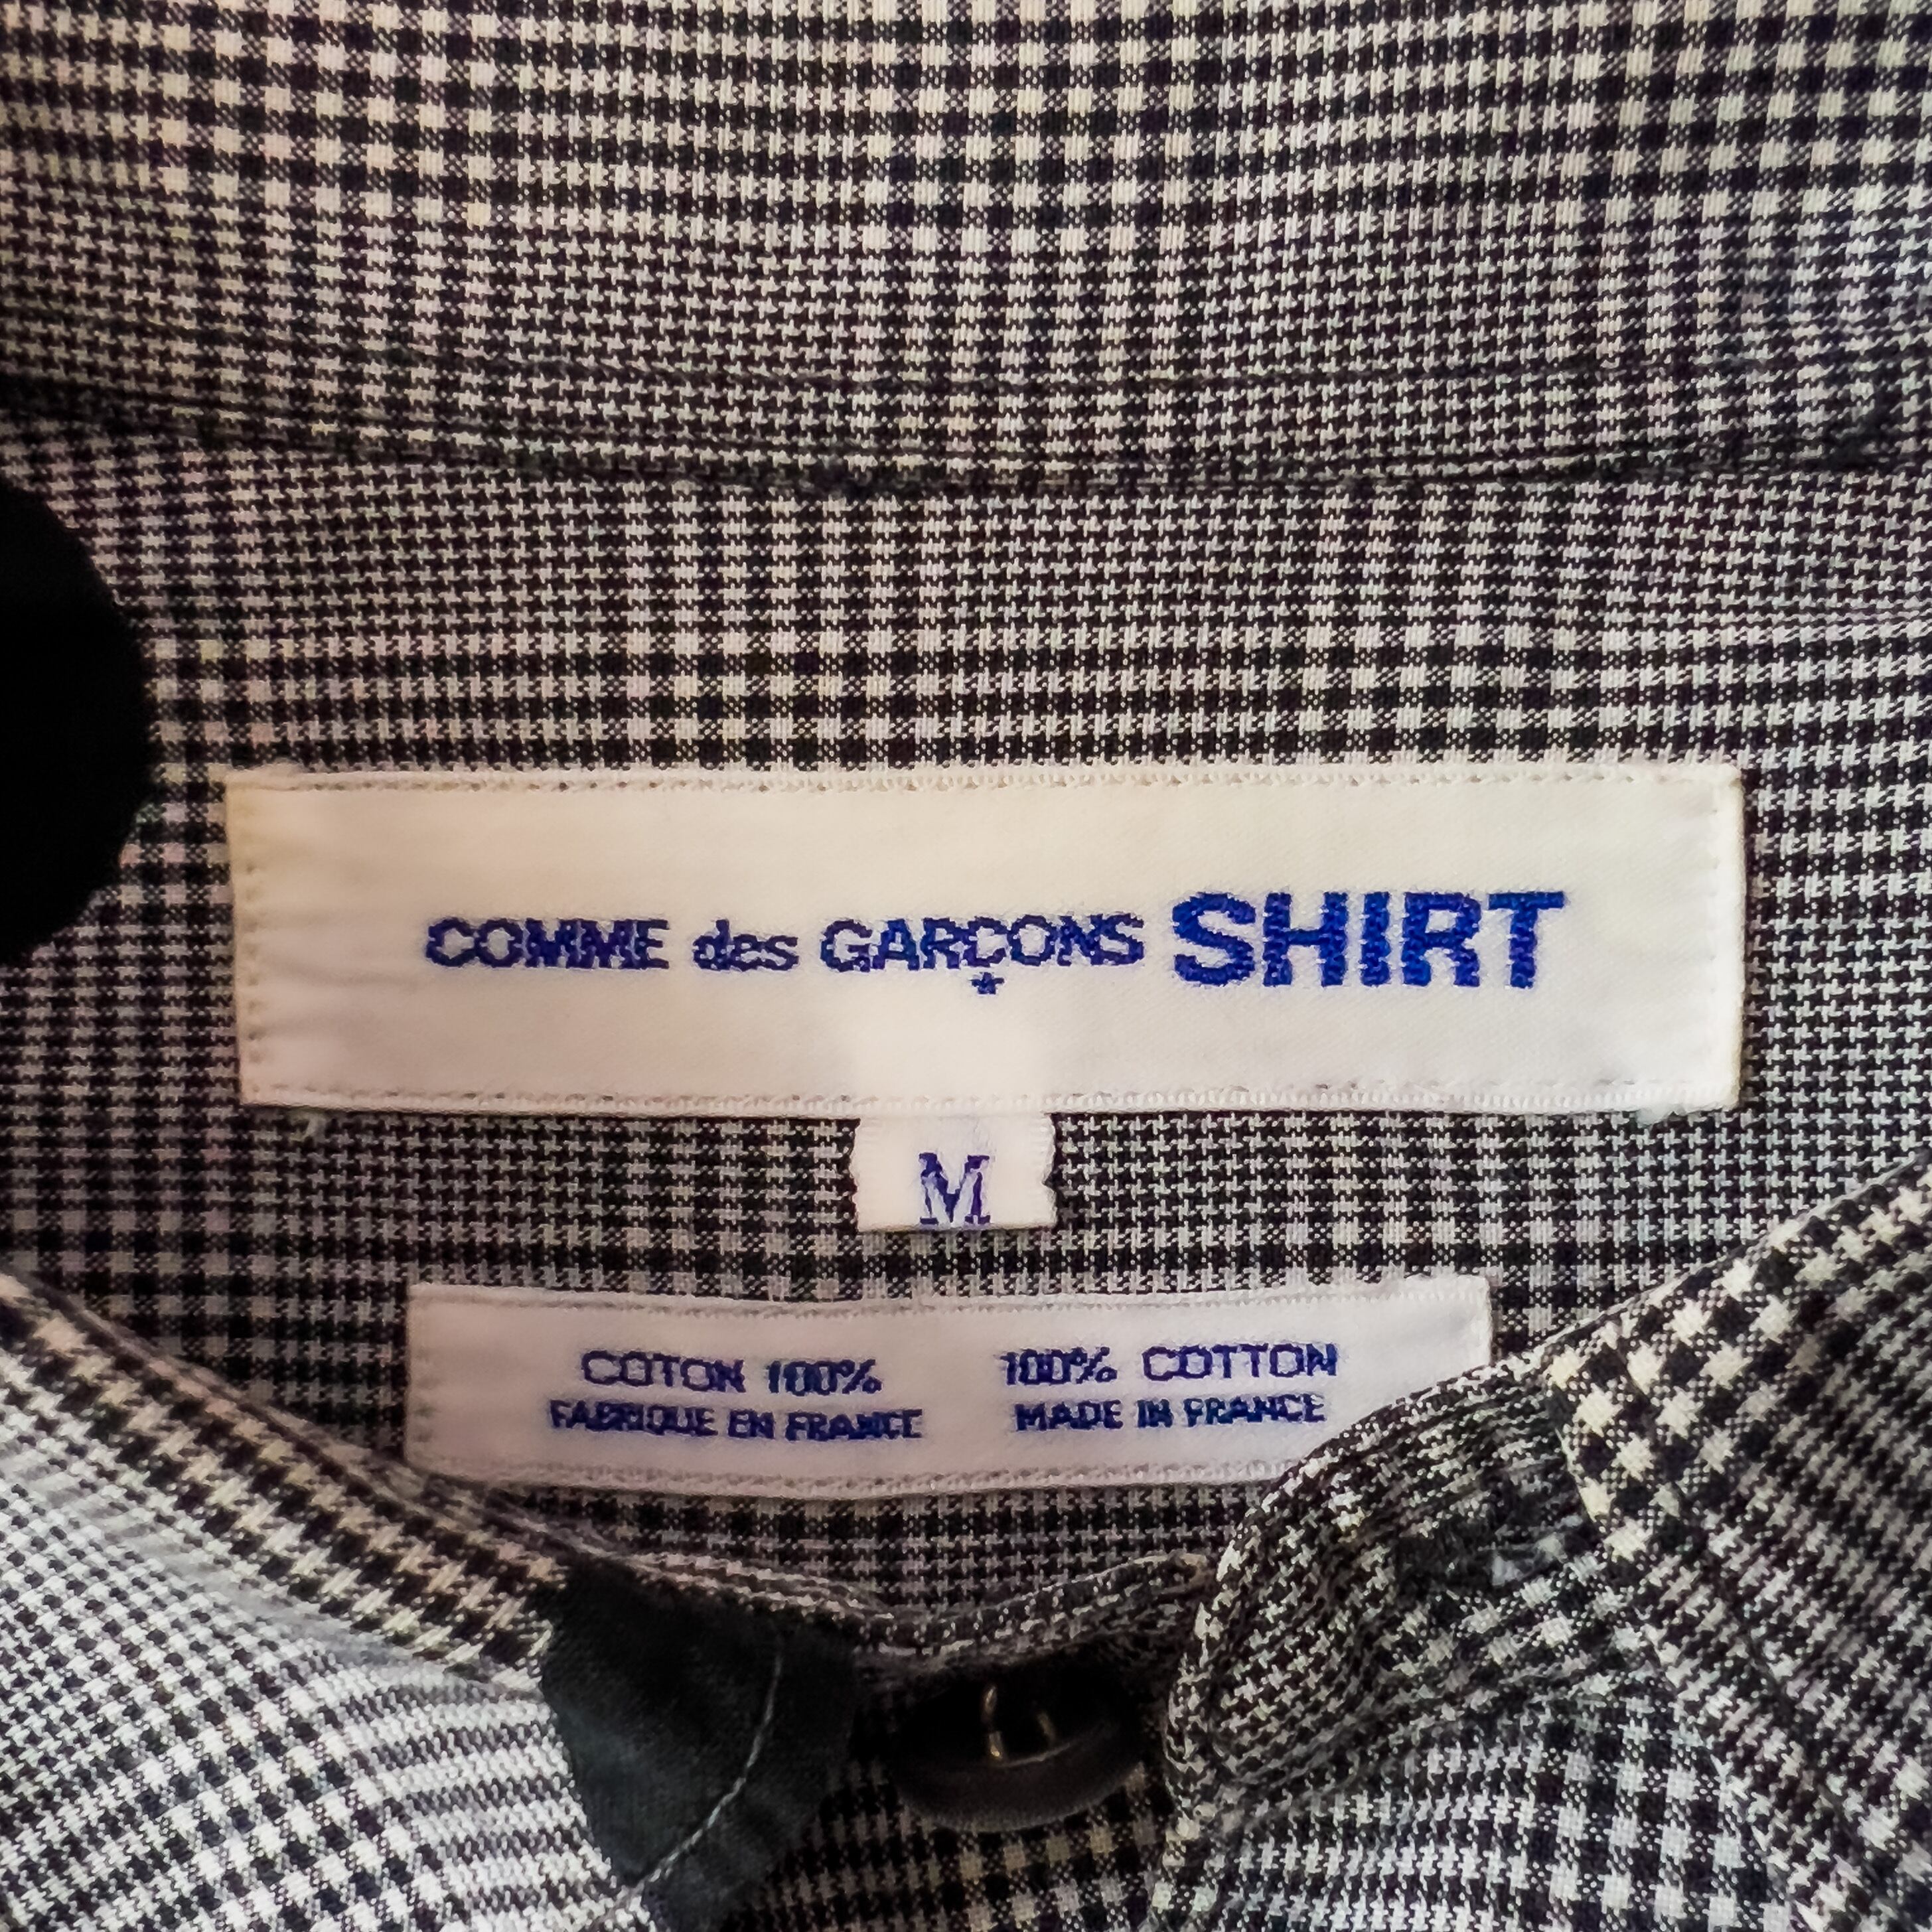 COMME des GARÇONS SHIRT
M
COTON 100%
FABRIQUE EN FRANCE
100% COTTON
MADE IN FRANCE